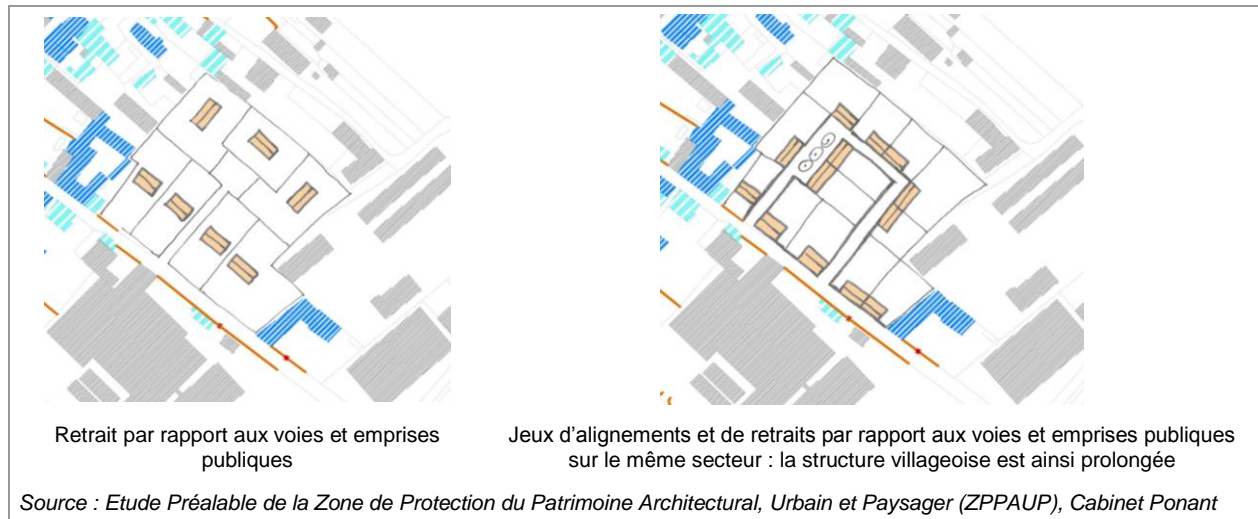 Retrait par rapport aux voies et emprises
publiques
Jeux d’alignements et de retraits par rapport aux voies et emprises publiques
sur le même secteur : la structure villageoise est ainsi prolongée
Source : Etude Préalable de la Zone de Protection du Patrimoine Architectural, Urbain et Paysager (ZPPAUP), Cabinet Ponant